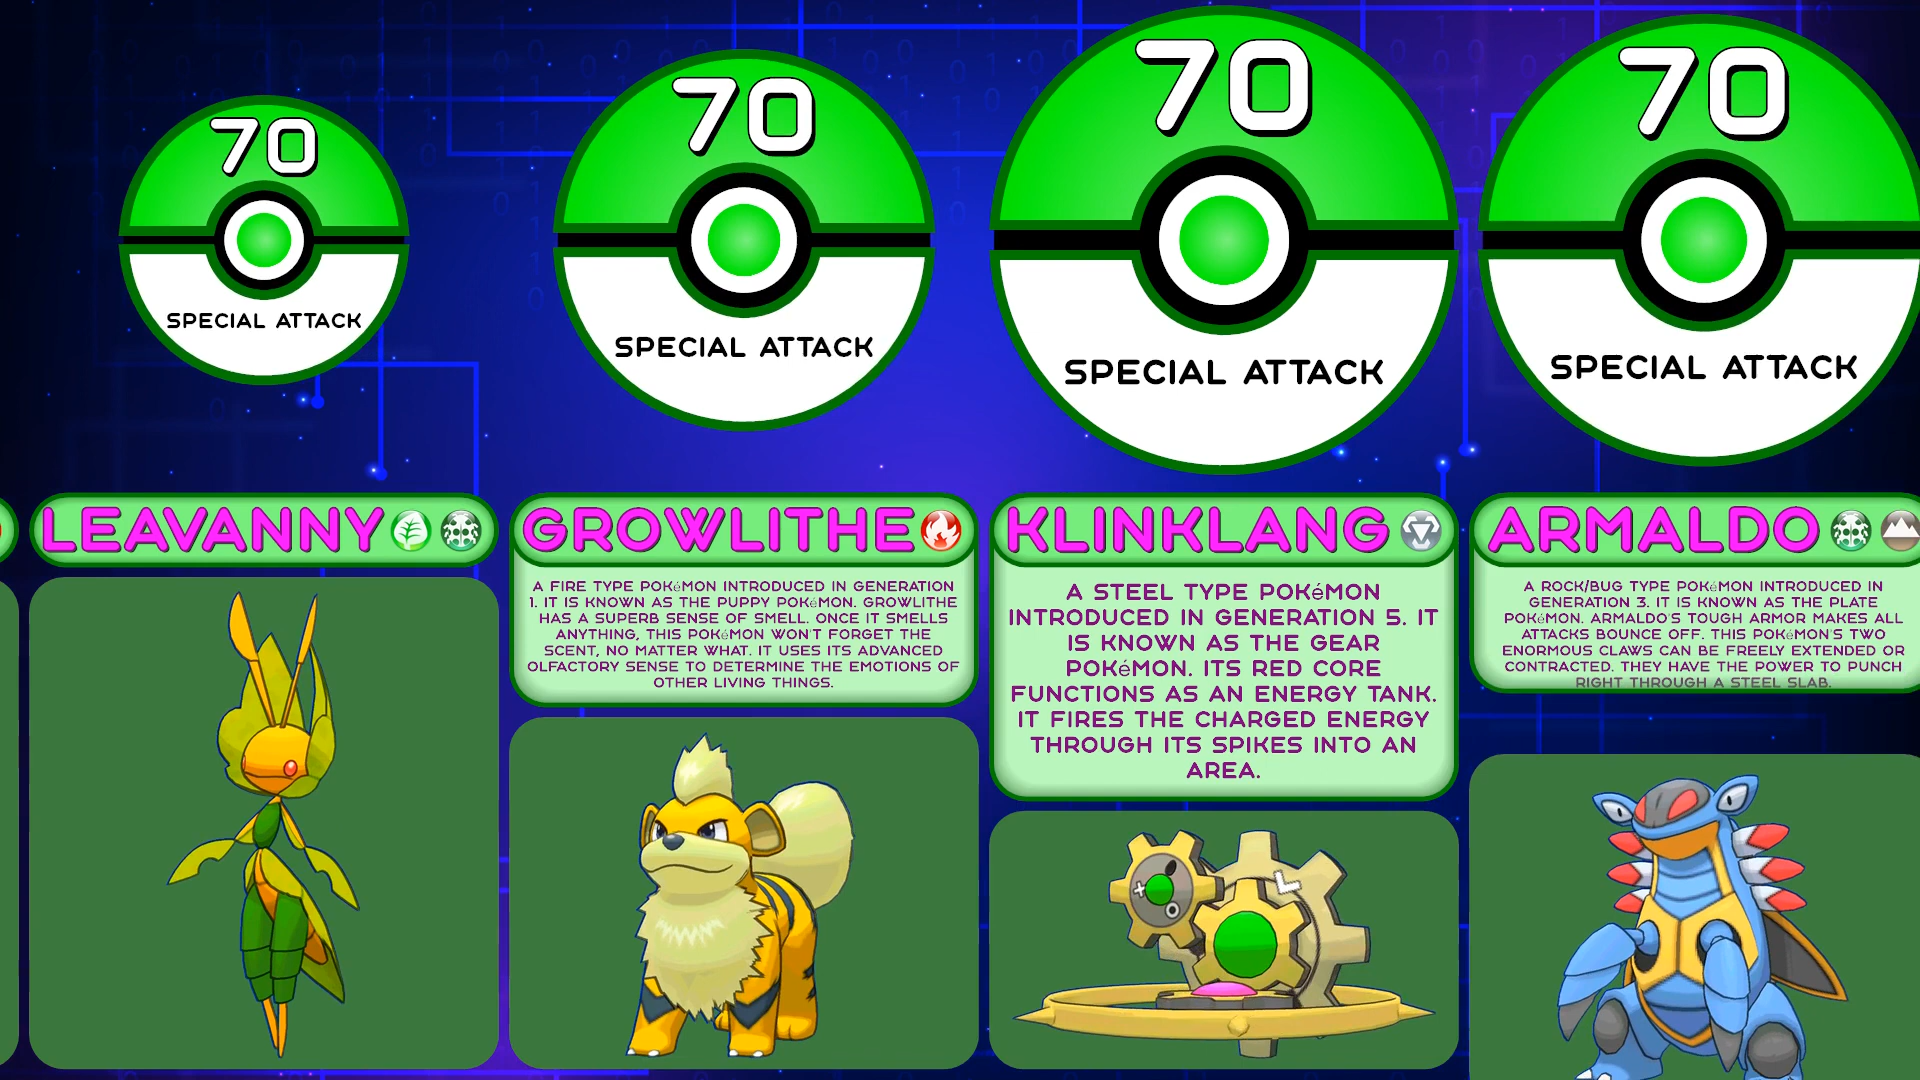 70
SPECIAL ATTACK
70
SPECIAL ATTACK
70
SPECIAL ATTACK
70
SPECIAL ATTACK
LEAVANNY
GROWLITHE
A FIRE TYPE POKéMON INTRODUCED IN GENERATION
1. IT IS KNOWN AS THE PUPPY POKéMON. GROWLITHE
HAS A SUPERB SENSE OF SMELL. ONCE IT SMELLS
ANYTHING, THIS POKéMON WON'T FORGET THE
SCENT, NO MATTER WHAT. IT USES ITS ADVANCED
OLFACTORY SENSE TO DETERMINE THE EMOTIONS OF
OTHER LIVING THINGS.
KLINKLANG
A STEEL TYPE POKéMON
INTRODUCED IN GENERATION 5. IT
IS KNOWN AS THE GEAR
POKéMON. ITS RED CORE
FUNCTIONS AS AN ENERGY TANK.
IT FIRES THE CHARGED ENERGY
THROUGH ITS SPIKES INTO AN
AREA.
ARMALDO
A ROCK/BUG TYPE POKéMON INTRODUCED IN
GENERATION 3. IT IS KNOWN AS THE PLATE
POKéMON. ARMALDO'S TOUGH ARMOR MAKES ALL
ATTACKS BOUNCE OFF. THIS POKéMON'S TWO
ENORMOUS CLAWS CAN BE FREELY EXTENDED OR
CONTRACTED. THEY HAVE THE POWER TO PUNCH
RIGHT THROUGH A STEEL SLAB.